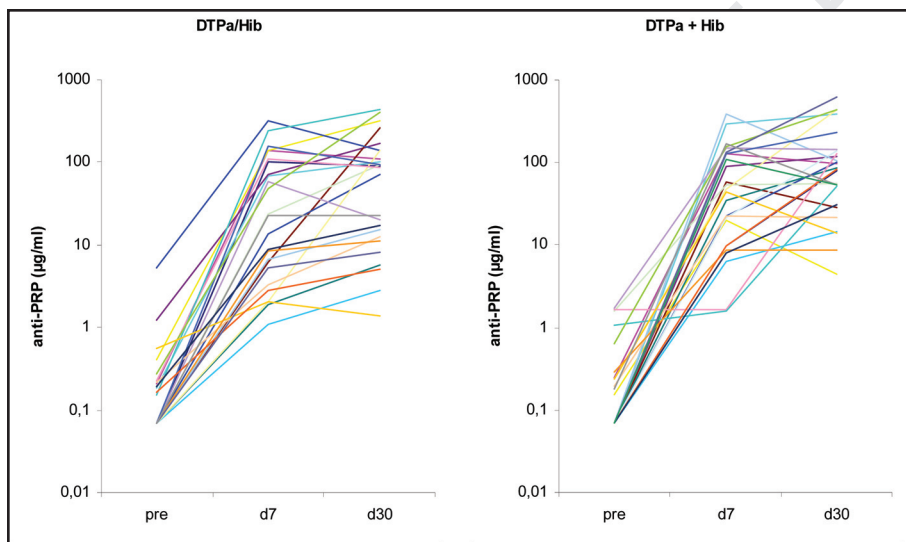 DTPa/Hib
anti-PRP (µg/ml)
1000
100
10
1
0,1
0,01
pre d7 d30
DTPa + Hib
anti-PRP (µg/ml)
1000
100
10
1
0,1
0,01
pre d7 d30